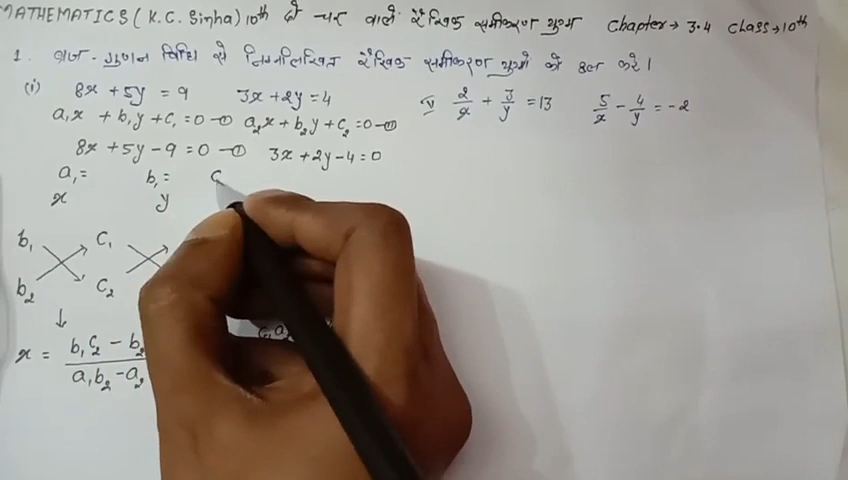 MATHEMATICS (K.C. Sinha) 10th दो चर वाले रैखिक समीकरण युग्म Chapter → 3.4 Class → 10th
1. वज्र-गुणन विधि से निम्नलिखित रैखिक समीकरण युग्मों को हल करें।
(i) 8x + 5y = 9 3x + 2y = 4 v 2/x + 3/y = 13 5/x - 4/y = -2
a₁x + b₁y + c₁ = 0 - ① a₂x + b₂y + c₂ = 0 - ⑪
8x + 5y - 9 = 0 - ① 3x + 2y - 4 = 0
a₁ = b₁ = c
x y
b₁ c₁
b₂ c₂
↓
x = b₁c₂ - b₂ c₁a₂
a₁b₂ - a₂